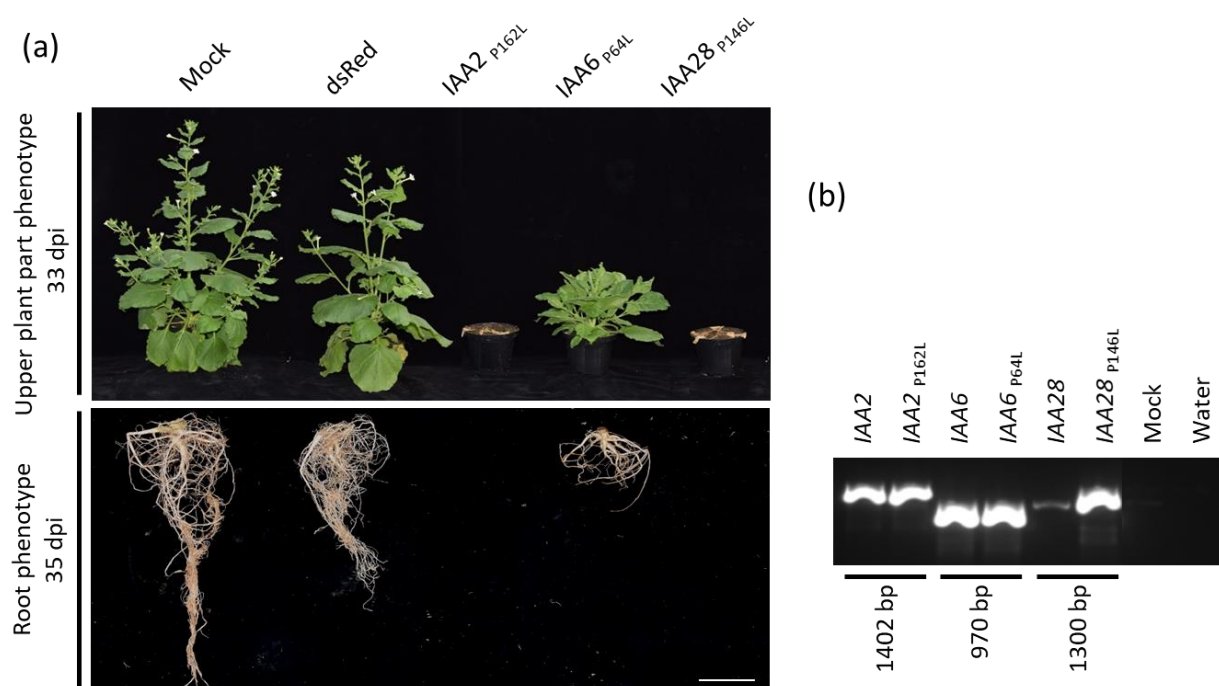 (a)
Mock
dsRed
IAA2 P162L
IAA6 P64L
IAA28 P146L
Upper plant part phenotype
33 dpi
Root phenotype
35 dpi
(b)
IAA2
IAA2 P162L
IAA6
IAA6 P64L
IAA28
IAA28 P146L
Mock
Water
1402 bp
970 bp
1300 bp